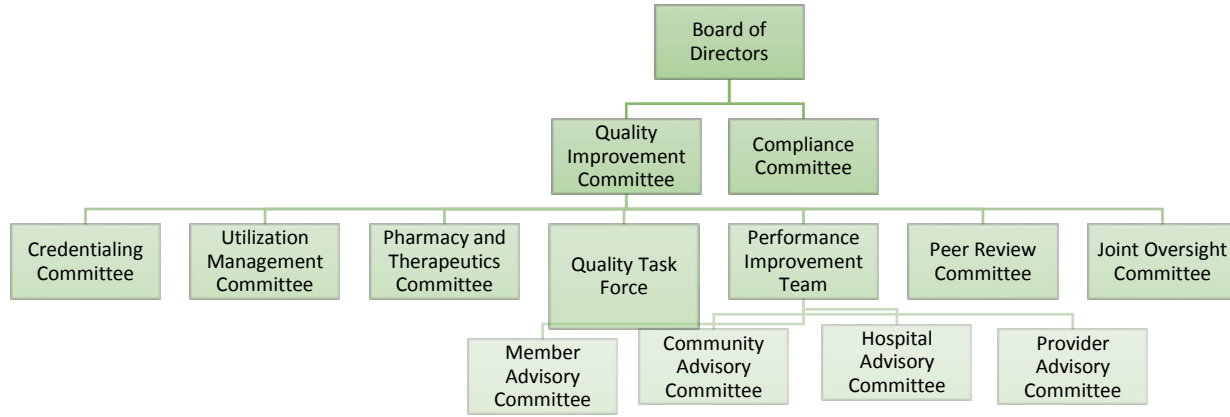 Board of
Directors
Quality
Improvement
Committee
Compliance
Committee
Credentialing
Committee
Utilization
Management
Committee
Pharmacy and
Therapeutics
Committee
Quality Task
Force
Performance
Improvement
Team
Peer Review
Committee
Joint Oversight
Committee
Member
Advisory
Committee
Community
Advisory
Committee
Hospital
Advisory
Committee
Provider
Advisory
Committee